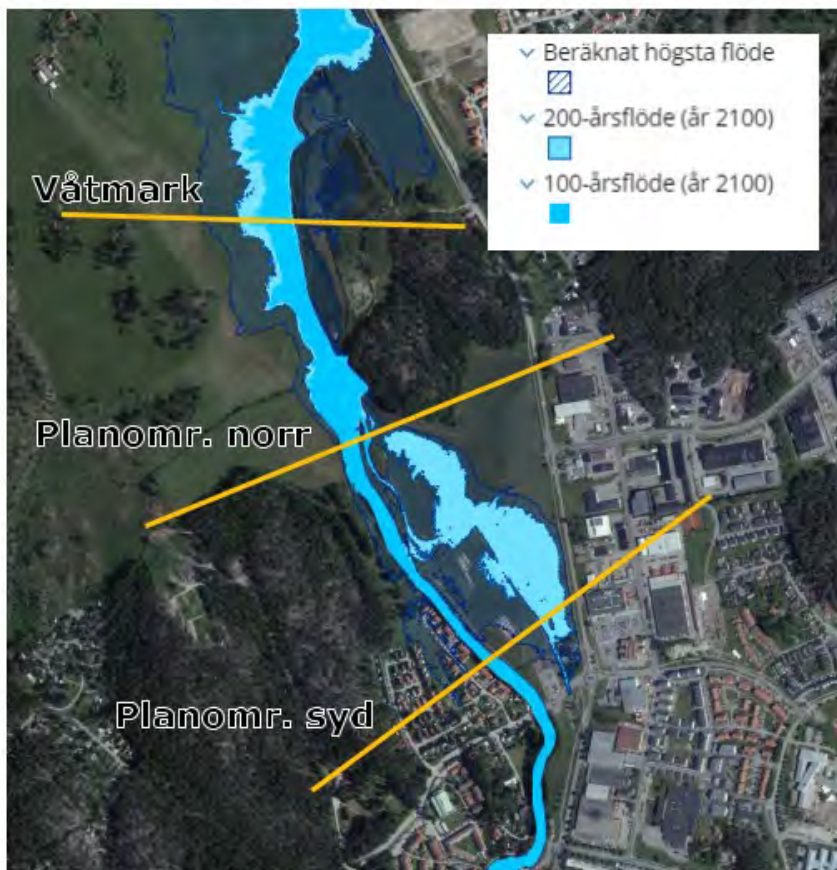 Beräknat högsta flöde
200-årsflöde (år 2100)
100-årsflöde (år 2100)
Våtmark
Planomr. norr
Planomr. syd